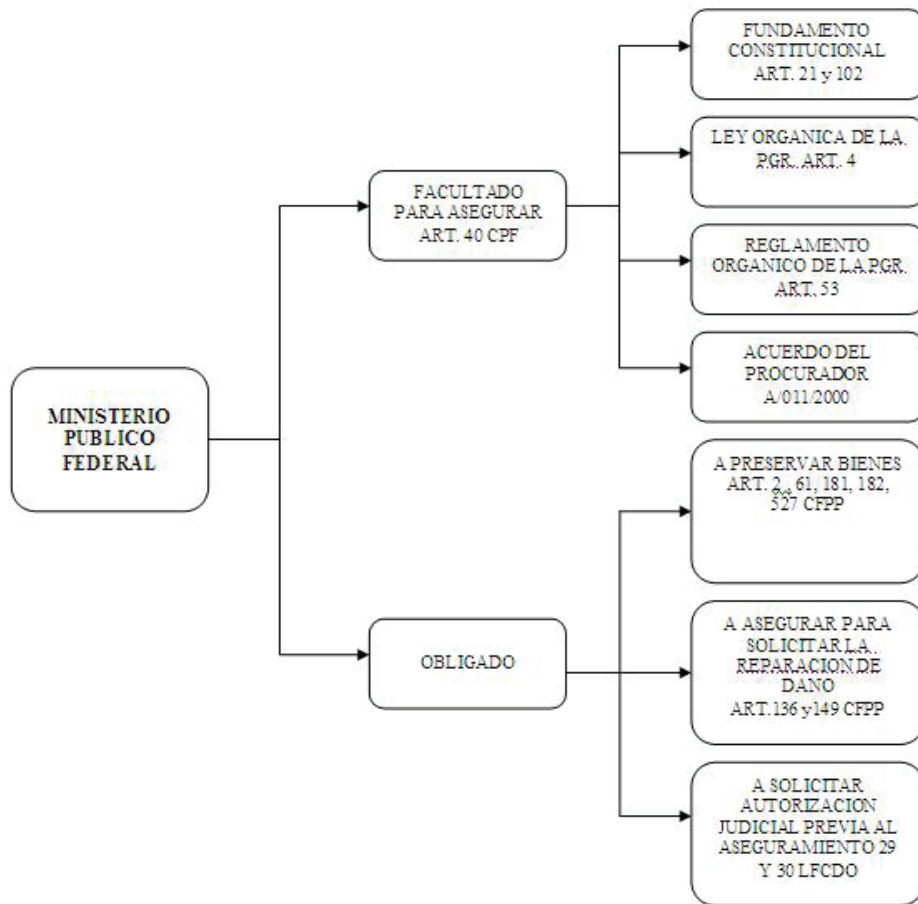 FUNDAMENTO
CONSTITUCIONAL
ART. 21 y 102
LEY ORGANICA DE LA
PGR. ART. 4
FACULTADO
PARA ASEGURAR
ART. 40 CPF
REGLAMENTO
ORGANICO DE LA PGR
ART. 53
ACUERDO DEL
PROCURADOR
A/011/2000
MINISTERIO
PUBLICO
FEDERAL
A PRESERVAR BIENES
ART. 2 , 61, 181, 182,
527 CFPP
OBLIGADO
A ASEGURAR PARA
SOLICITAR LA
REPARACION DE
DANO
ART.136 y149 CFPP
A SOLICITAR
AUTORIZACION
JUDICIAL PREVIA AL
ASEGURAMIENTO 29
Y 30 LFCDO